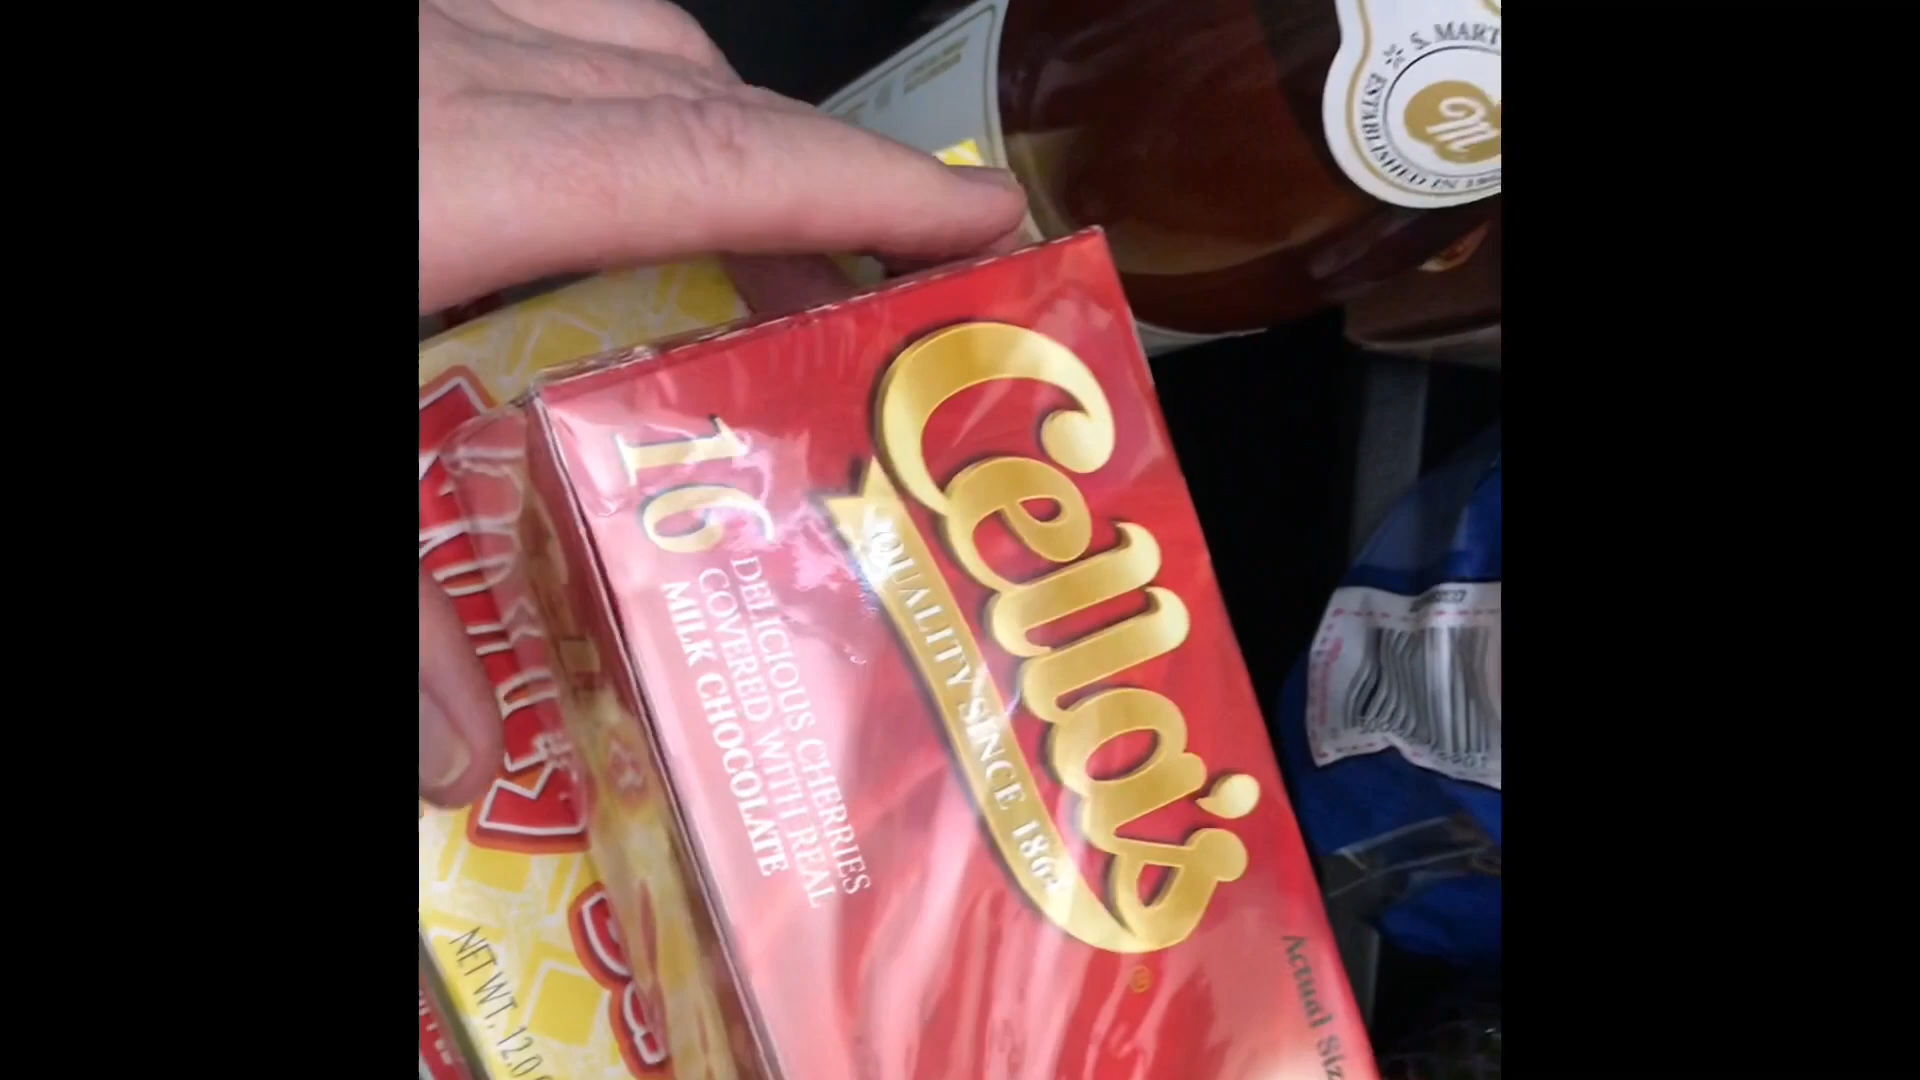 Cella's
QUALITY SINCE 186
16
DELICIOUS CHERRIES
COVERED WITH REAL
MILK CHOCOLATE
Actual Siz
NET WT. 12.0
S. MART
ESTABLISHED IN
M